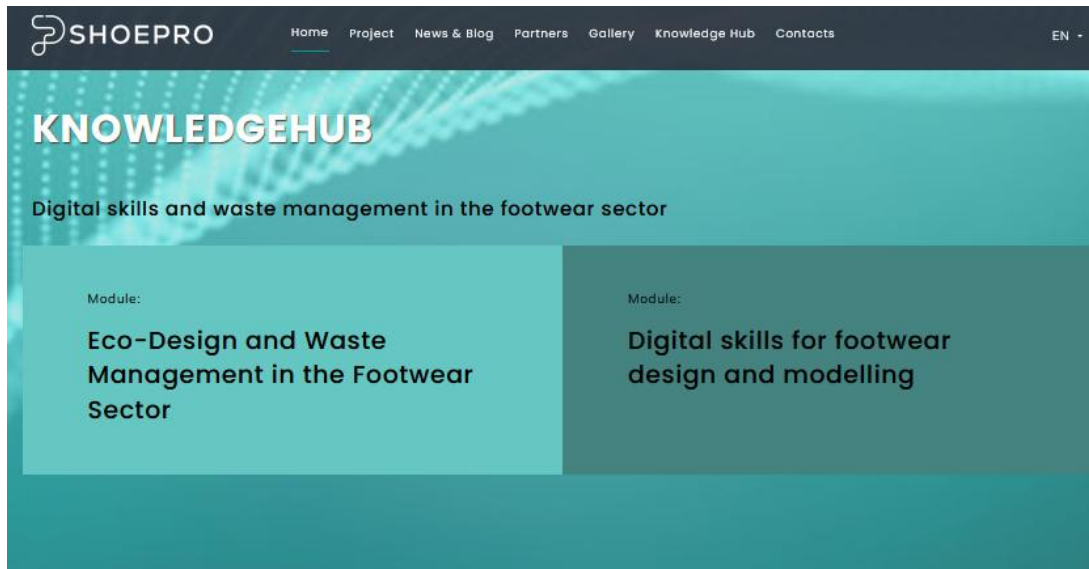 SHOEPRO
Home Project News & Blog Partners Gallery Knowledge Hub Contacts
EN
KNOWLEDGEHUB
Digital skills and waste management in the footwear sector
Module:
Eco-Design and Waste
Management in the Footwear
Sector
Module:
Digital skills for footwear
design and modelling